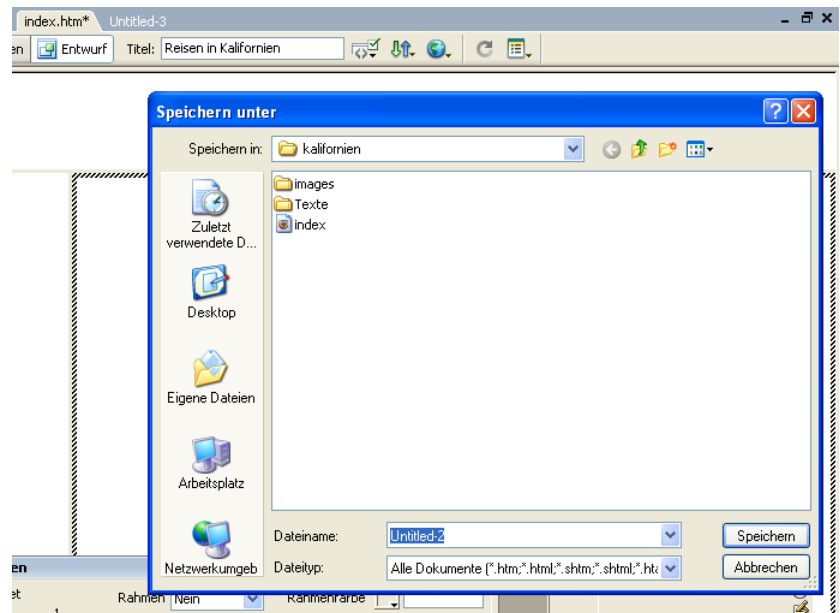 index.htm* Untitled-3
en Entwurf Titel: Reisen in Kalifornien
Speichern unter
Speichern in: kalifornien
images
Texte
index
Zuletzt
verwendete D...
Desktop
Eigene Dateien
Arbeitsplatz
Netzwerkumgeb
Dateiname: Untitled-2 Speichern
Dateityp: Alle Dokumente (*.htm;*.html;*.shtm;*.shtml;*.hta Abbrechen
en
et Rahmen Nein Rahmenfarbe
1